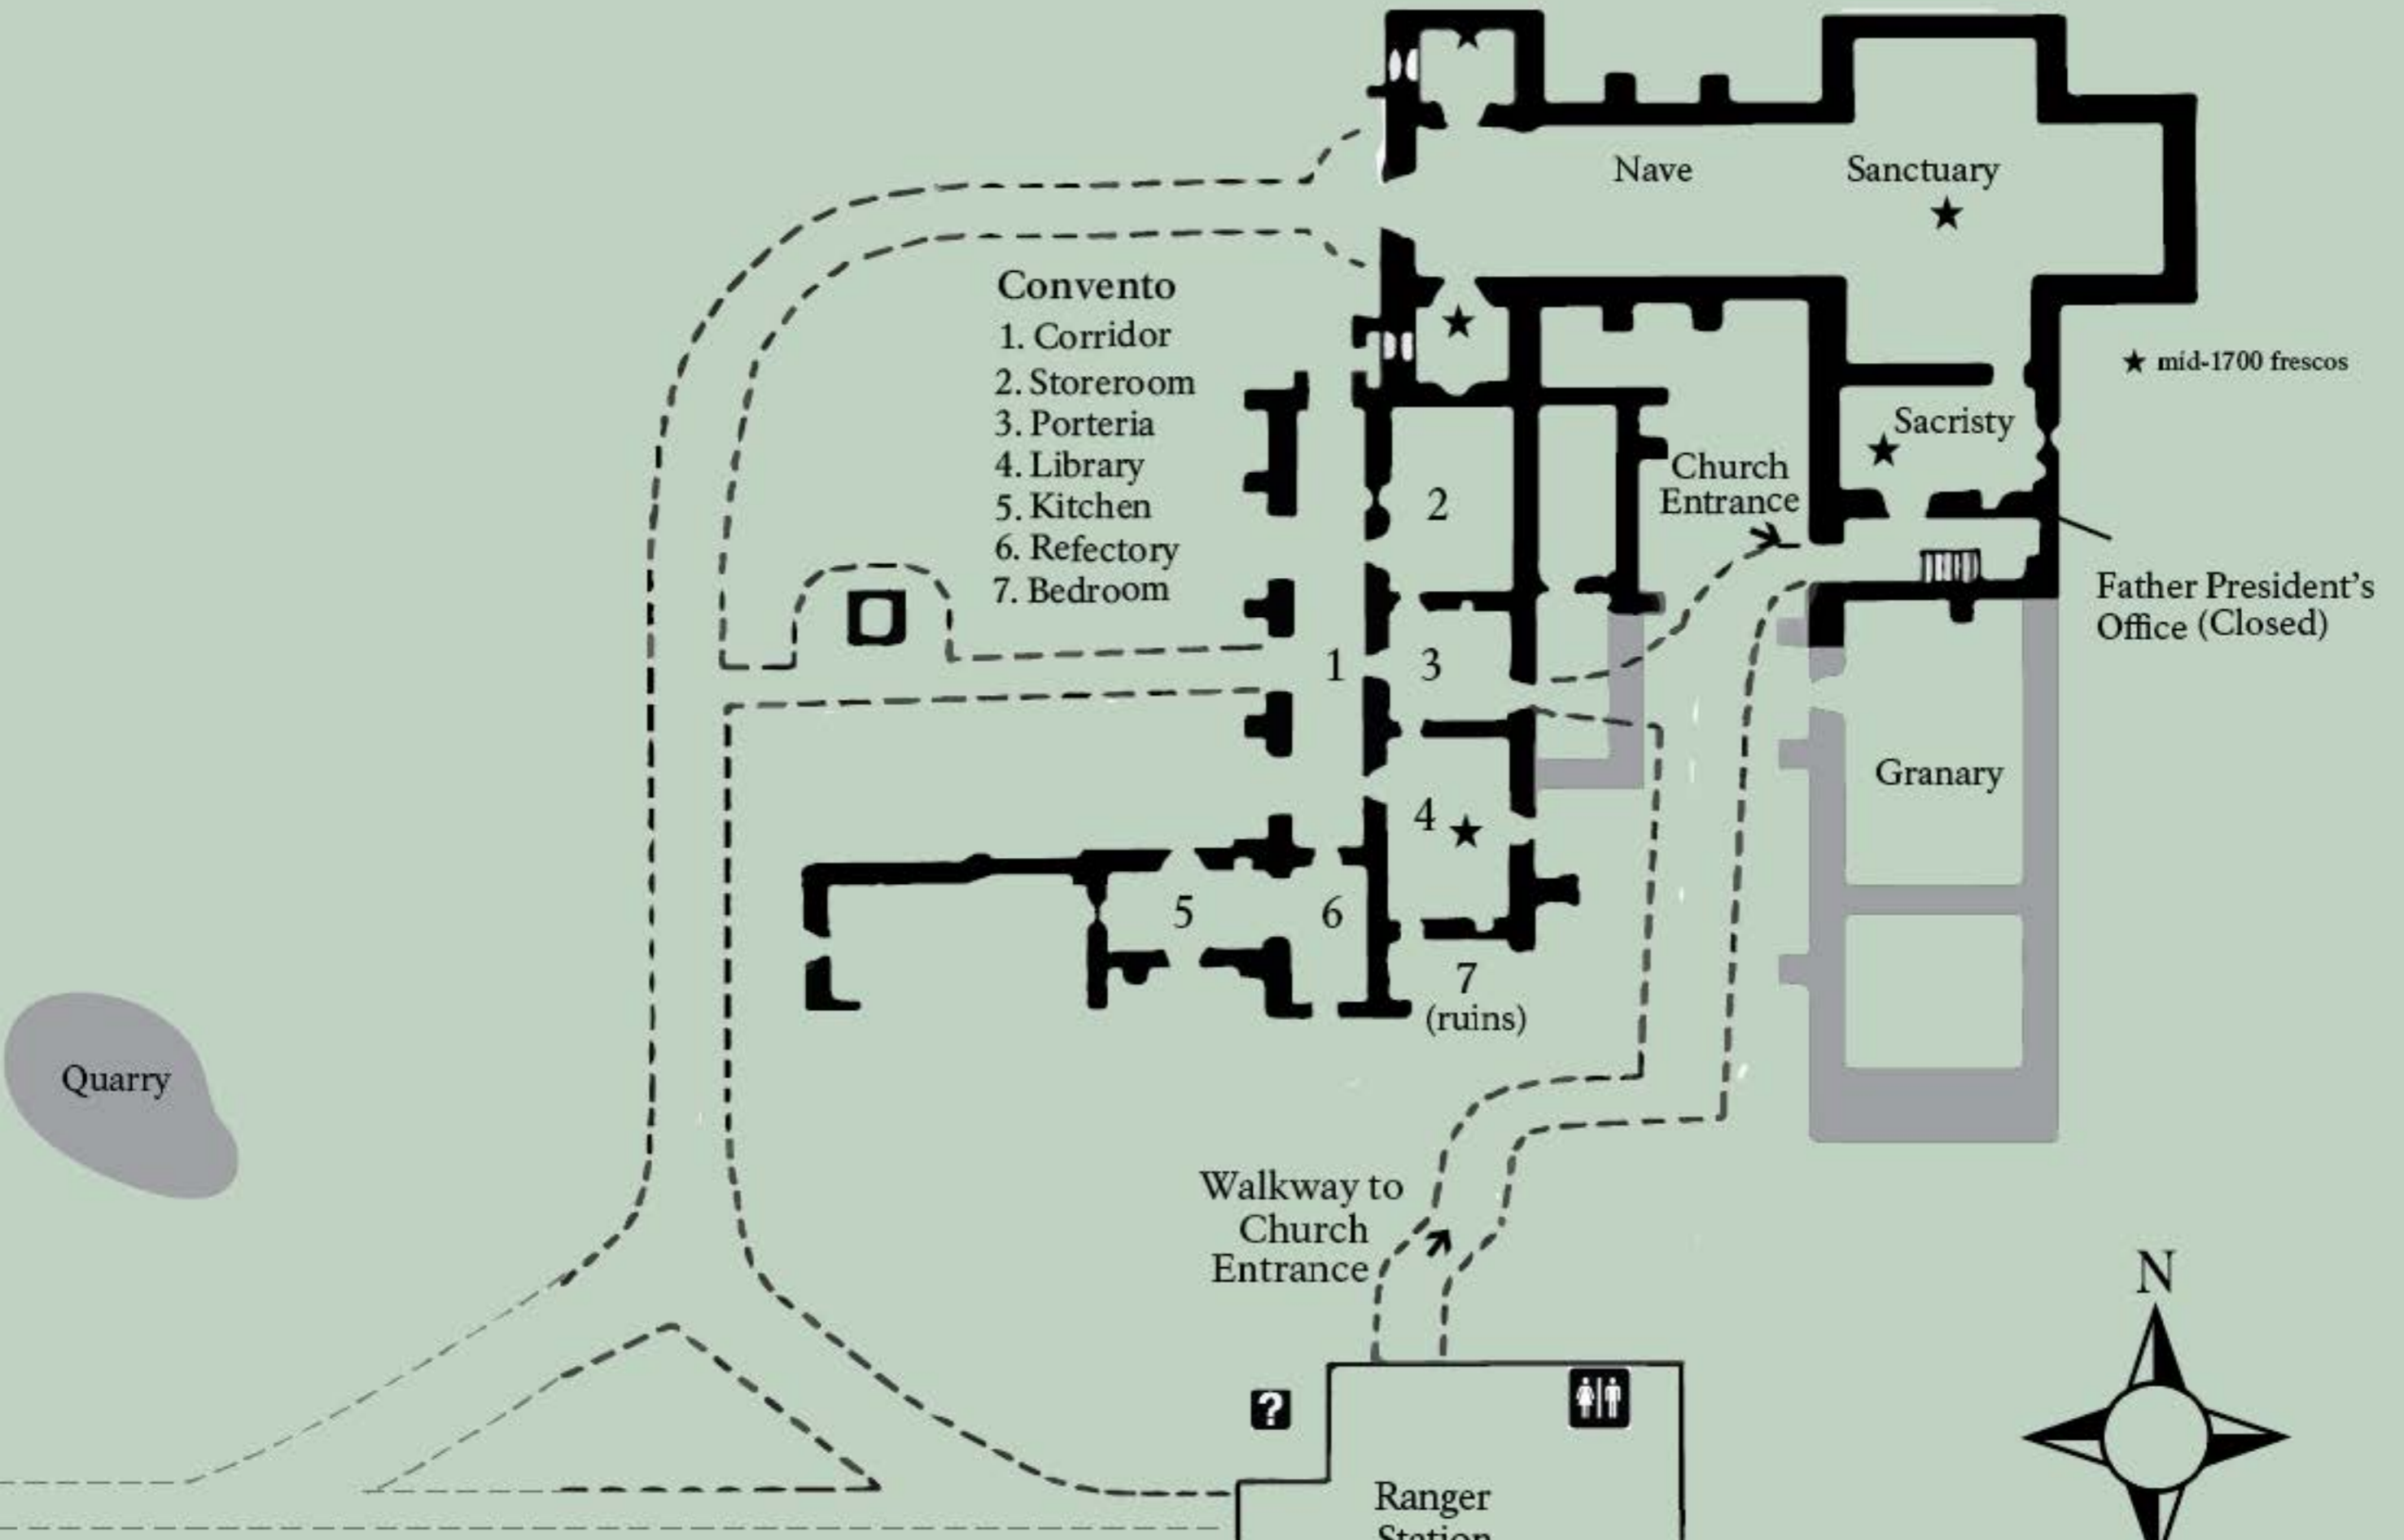 Nave
Sanctuary
Convento
1. Corridor
2. Storeroom
3. Porteria
4. Library
5. Kitchen
6. Refectory
7. Bedroom
★ mid-1700 frescos
Sacristy
Church
Entrance
2
Father President's
Office (Closed)
1
3
Granary
4
5
6
7
(ruins)
Quarry
Walkway to
Church
Entrance
N
?
Ranger
Station